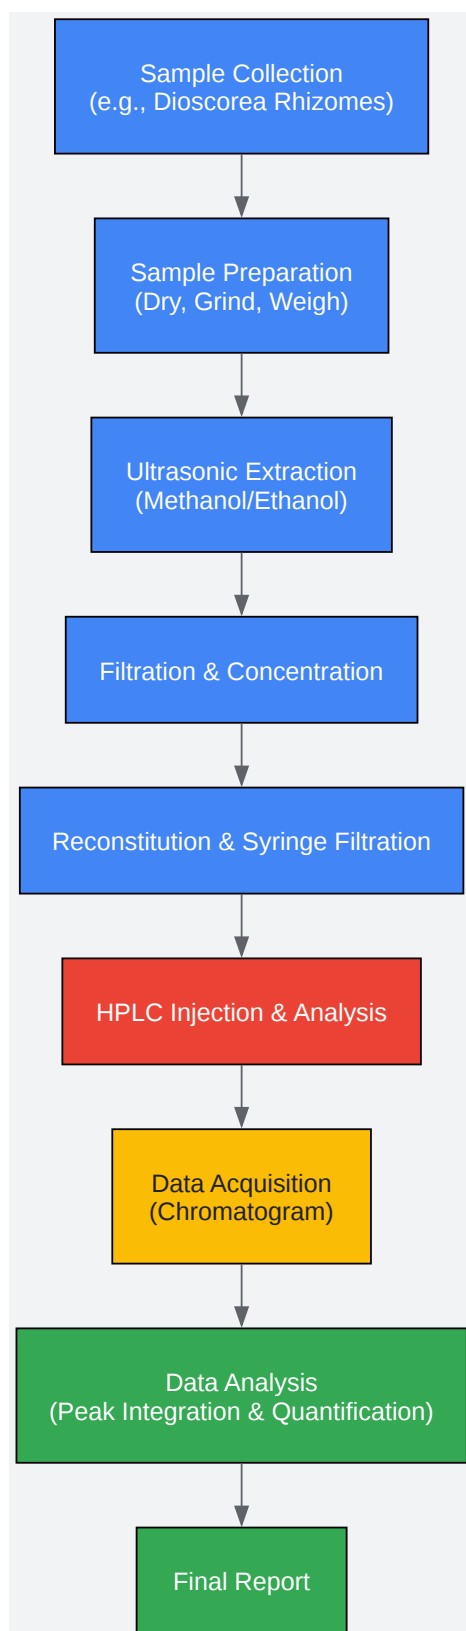 Sample Collection
(e.g., Dioscorea Rhizomes)
Sample Preparation
(Dry, Grind, Weigh)
Ultrasonic Extraction
(Methanol/Ethanol)
Filtration & Concentration
Reconstitution & Syringe Filtration
HPLC Injection & Analysis
Data Acquisition
(Chromatogram)
Data Analysis
(Peak Integration & Quantification)
Final Report